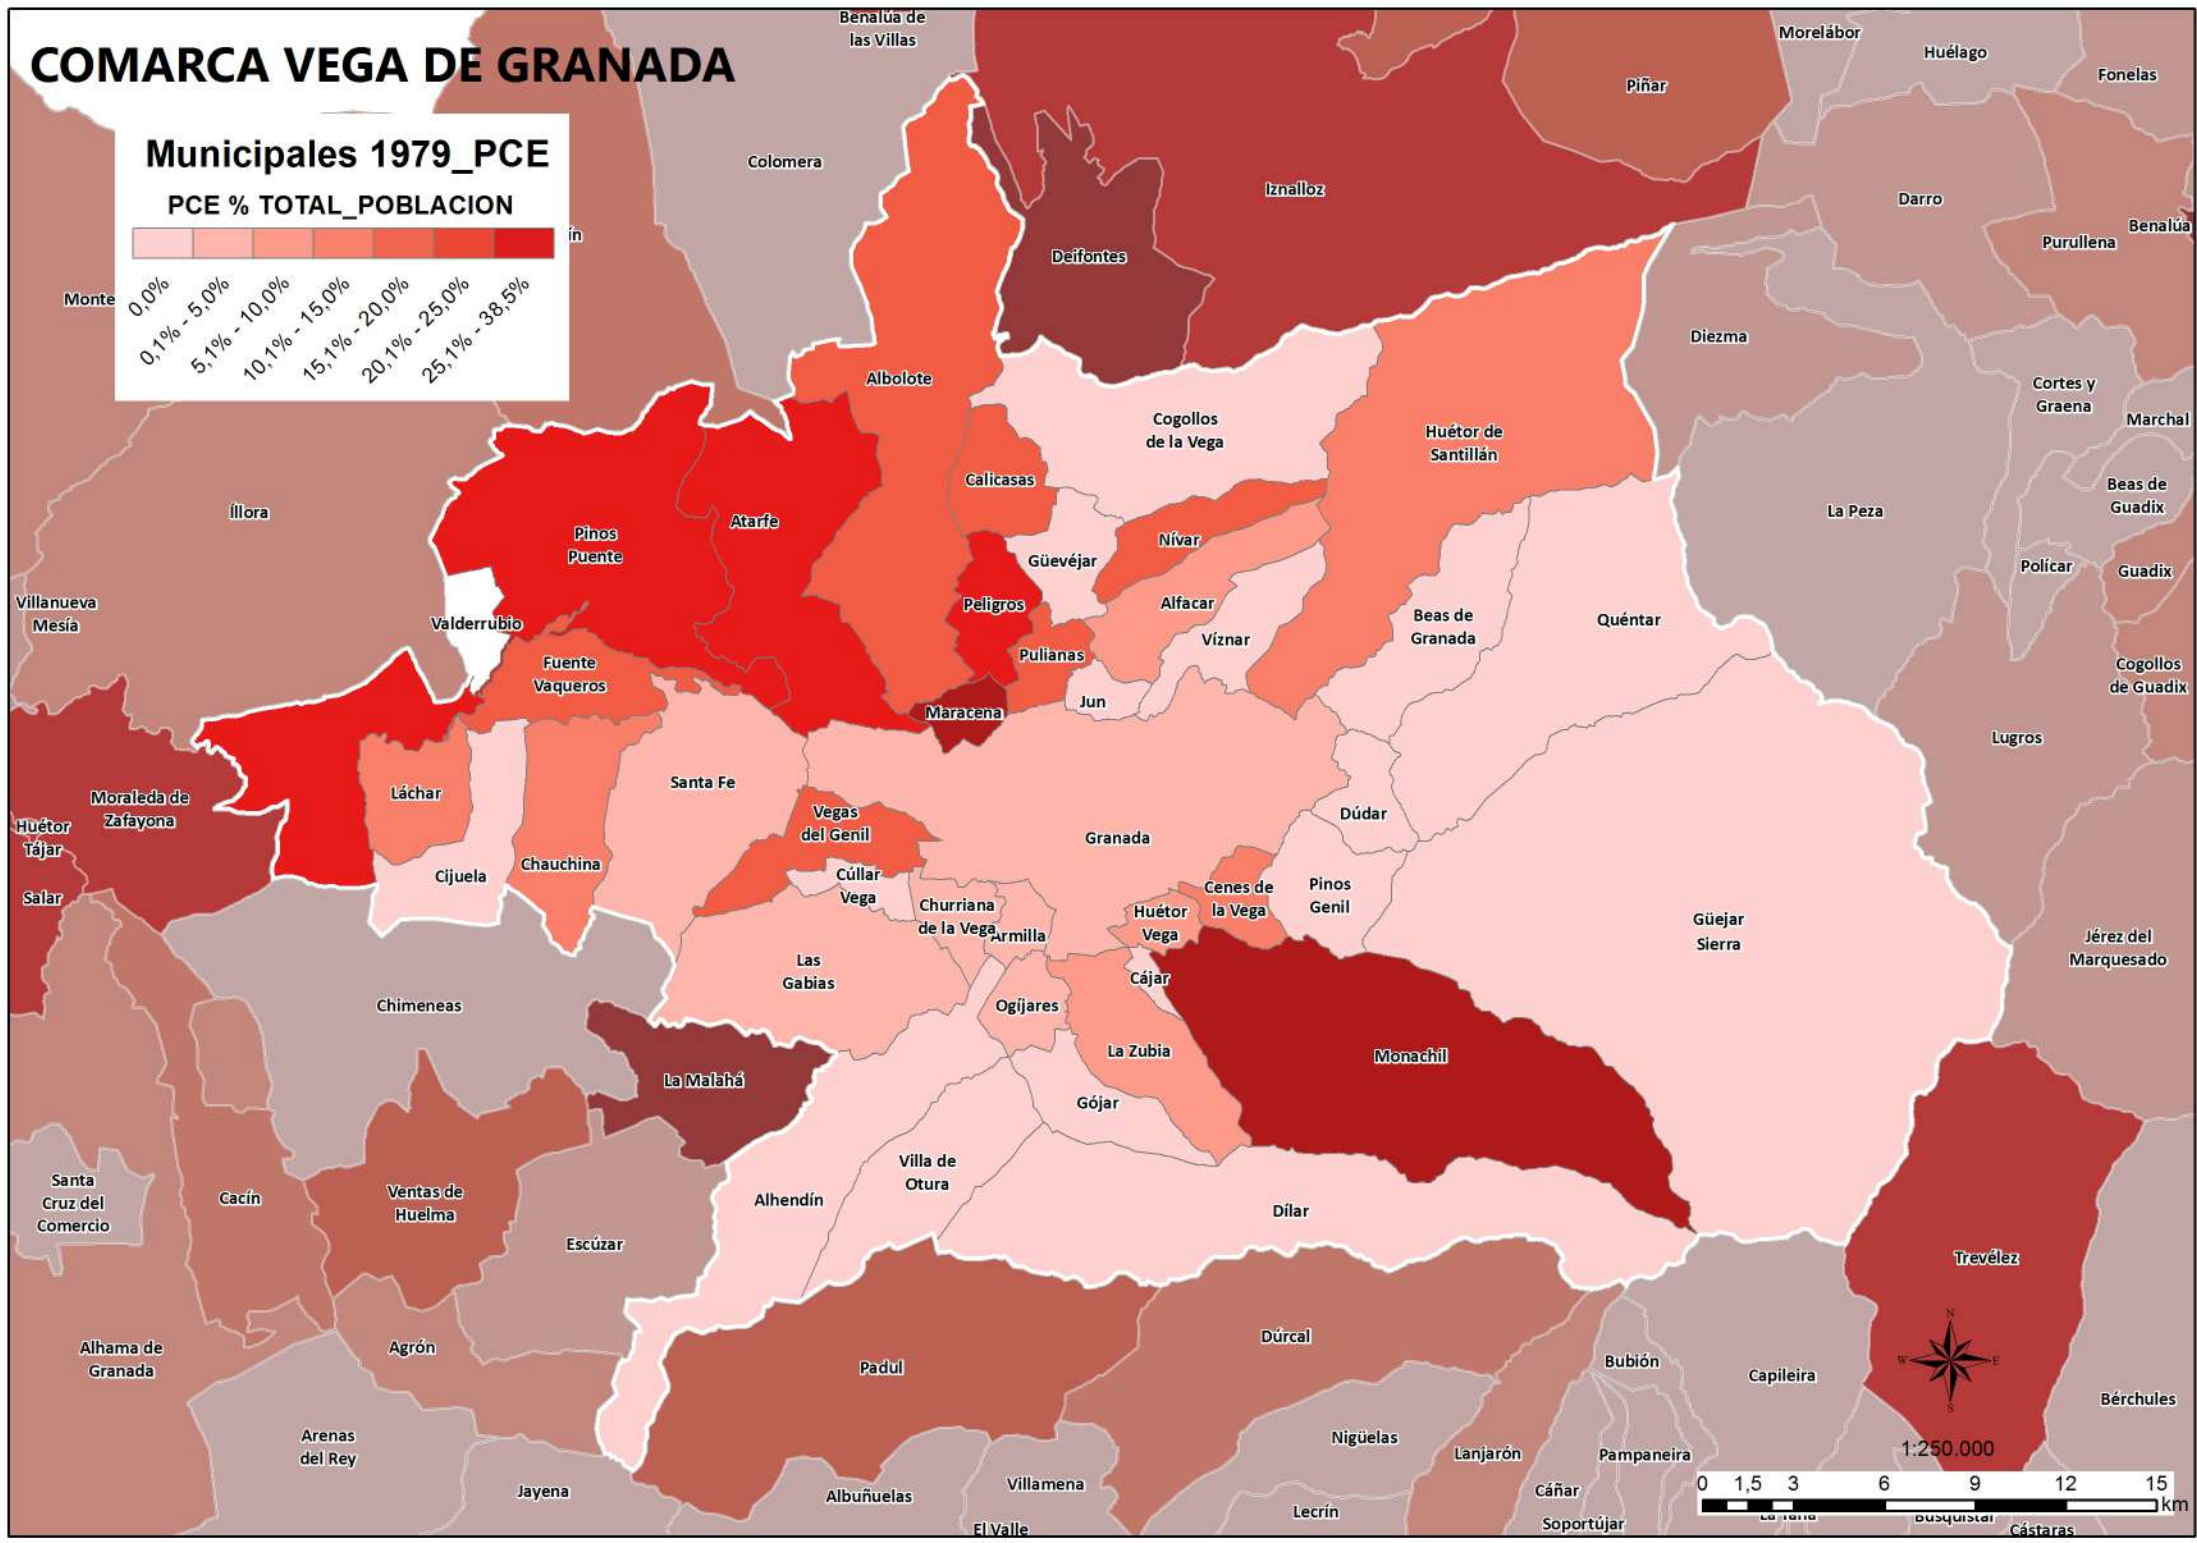 COMARCA VEGA DE GRANADA
Municipales 1979_PCE
PCE % TOTAL_POBLACION
0,0%
0,1% - 5,0%
5,1% - 10,0%
10,1% - 15,0%
15,1% - 20,0%
20,1% - 25,0%
25,1% - 38,5%
ín
Monte
Benalúa de
las Villas
Colomera
Iznalloz
Piñar
Morelábor
Huélago
Fonelas
Darro
Benalúa
Purullena
Deifontes
Diezma
Cortes y
Graena
Marchal
Beas de
Guadix
La Peza
Polícar
Guadix
Cogollos
de Guadix
Lugros
Jérez del
Marquesado
Albolote
Cogollos
de la Vega
Huétor de
Santillán
Calicasas
Íllora
Pinos
Puente
Atarfe
Nívar
Güevéjar
Peligros
Alfacar
Víznar
Beas de
Granada
Quéntar
Villanueva
Mesía
Valderrubio
Fuente
Vaqueros
Pulianas
Jun
Maracena
Moraleda de
Zafayona
Huétor
Tájar
Salar
Láchar
Santa Fe
Vegas
del Genil
Granada
Dúdar
Cijuela
Chauchina
Cúllar
Vega
Churriana
de la Vega
Armilla
Huétor
Vega
Cenes de
la Vega
Pinos
Genil
Güejar
Sierra
Las
Gabias
Cájar
Chimeneas
Ogíjares
La Zubia
Monachil
La Malahá
Gójar
Santa
Cruz del
Comercio
Cacín
Ventas de
Huelma
Escúzar
Alhendín
Villa de
Otura
Dílar
Trevélez
Alhama de
Granada
Agrón
Padul
Dúrcal
Bubión
Capileira
Bérchules
Arenas
del Rey
Jayena
Albuñuelas
Villamena
El Valle
Nigüelas
Lecrín
Lanjarón
Cáñar
Soportújar
Pampaneira
La Taha
Busquístar
Cástaras
N
W
E
S
1:250.000
0 1,5 3 6 9 12 15
km